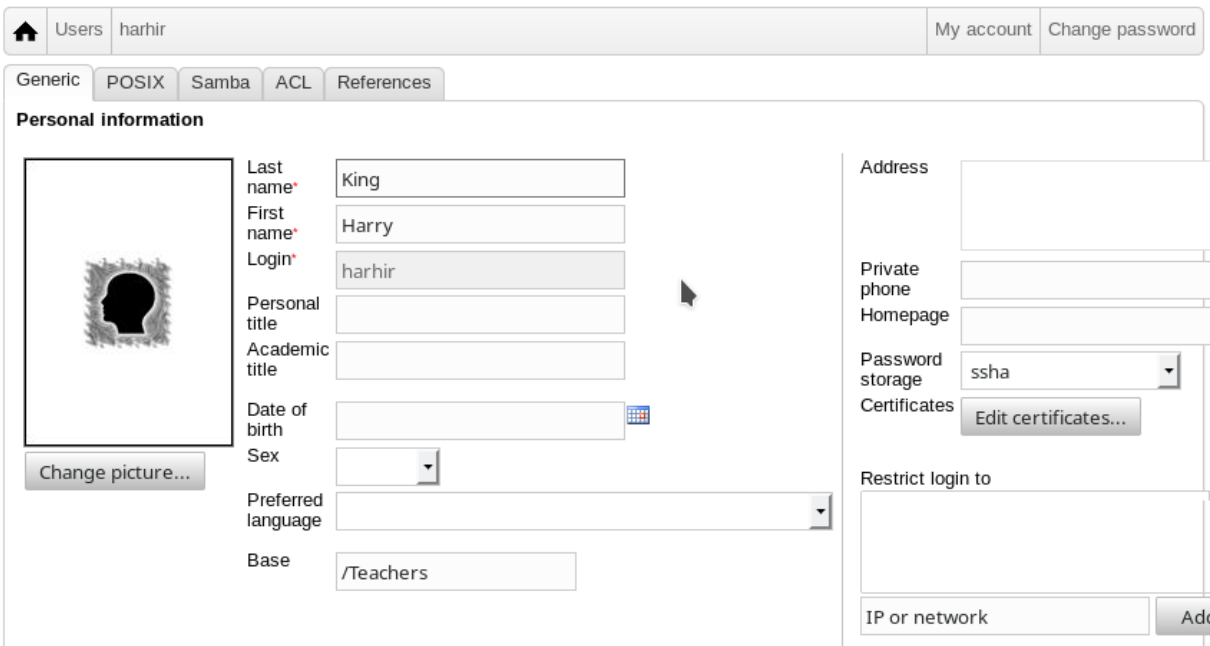 Users harhir My account Change password
Generic POSIX Samba ACL References
Personal information
Last
name*
King
First
name*
Harry
Login*
harhir
Personal
title
Academic
title
Date of
birth
Sex
Preferred
language
Base
/Teachers
Change picture...
Address
Private
phone
Homepage
Password
storage
ssha
Certificates
Edit certificates...
Restrict login to
IP or network